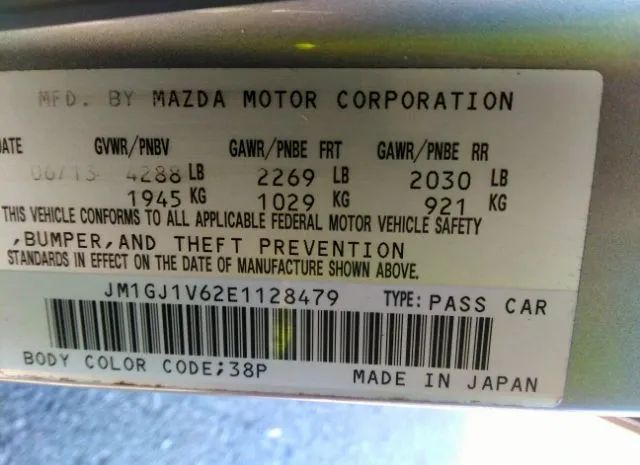 MFD. BY MAZDA MOTOR CORPORATION
DATE GVWR/PNBV GAWR/PNBE FRT GAWR/PNBE RR
06/13 4288 LB 2269 LB 2030 LB
1945 KG 1029 KG 921 KG
THIS VEHICLE CONFORMS TO ALL APPLICABLE FEDERAL MOTOR VEHICLE SAFETY
,BUMPER,AND THEFT PREVENTION
STANDARDS IN EFFECT ON THE DATE OF MANUFACTURE SHOWN ABOVE.
JM1GJ1V62E1128479 TYPE: PASS CAR
BODY COLOR CODE;38P MADE IN JAPAN